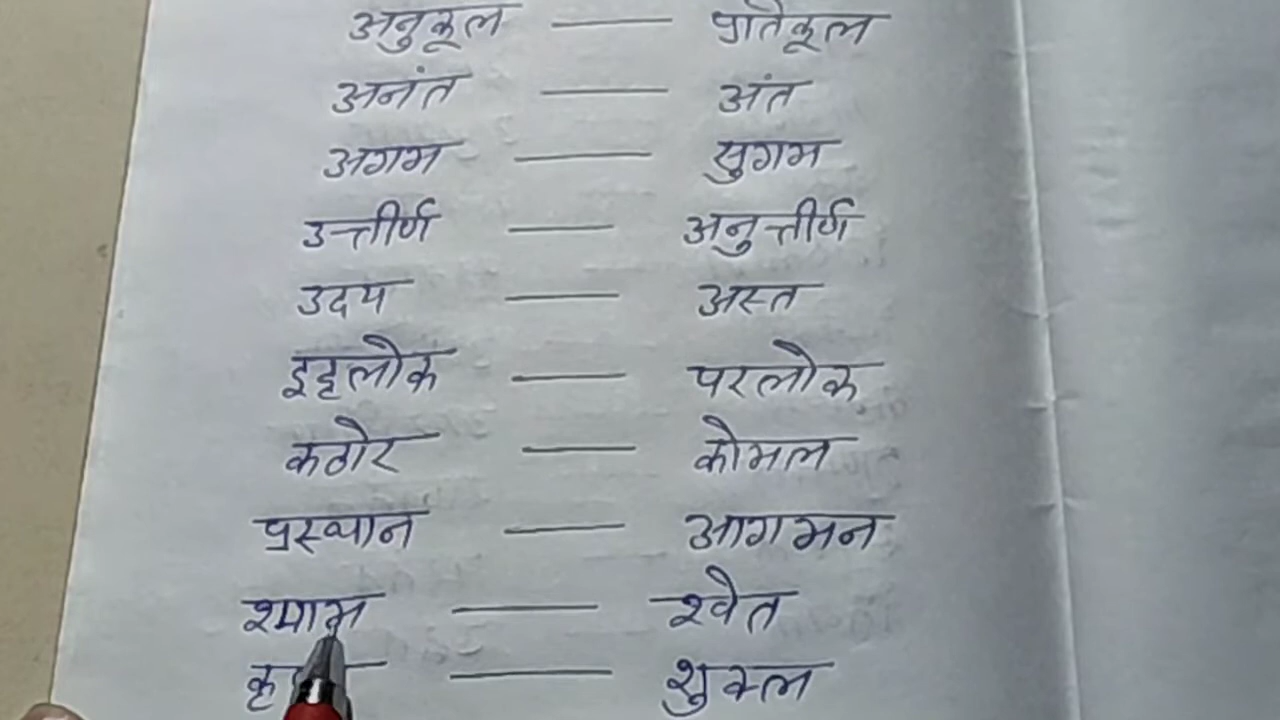 अनुकूल — प्रतिकूल
अनंत — अंत
अगम — सुगम
उत्तीर्ण — अनुत्तीर्ण
उदय — अस्त
इहलोक — परलोक
कठोर — कोमल
प्रस्थान — आगमन
श्याम — श्वेत
— शुक्ल